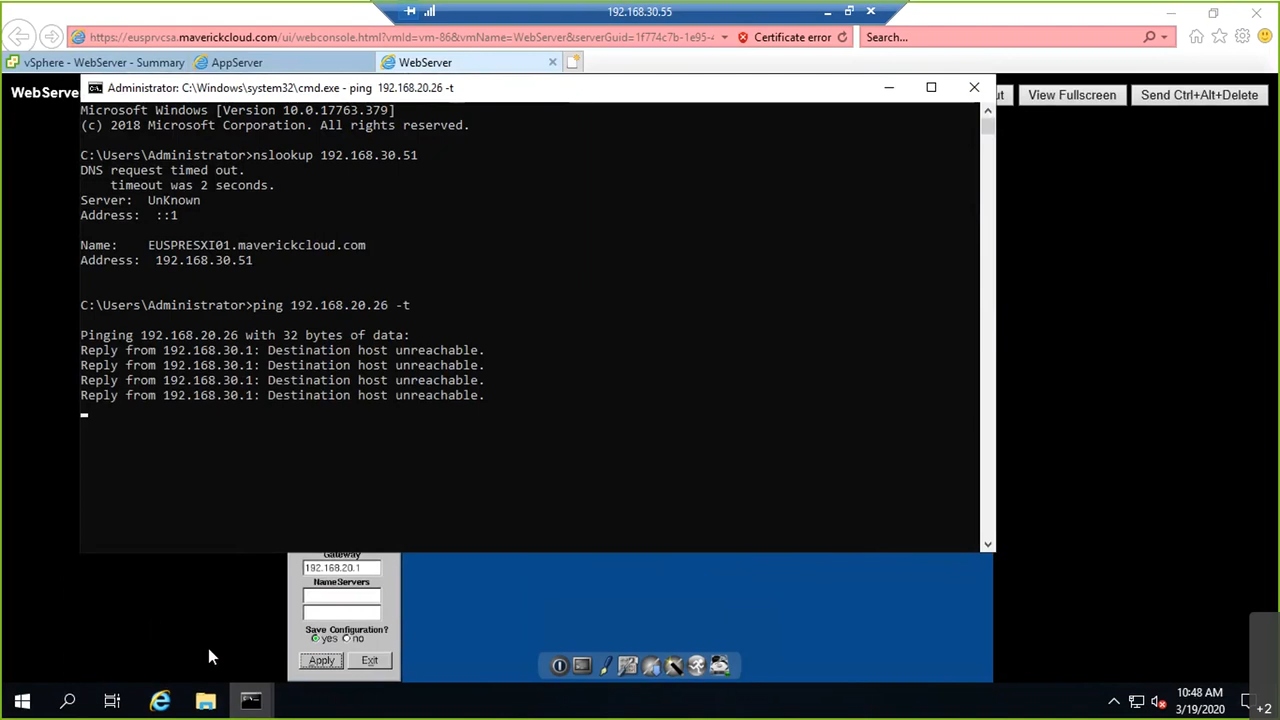 192.168.30.55
https://eusprvcsa.maverickcloud.com/ui/webconsole.html?vmId=vm-86&vmName=WebServer&serverGuid=1f774c7b-1e95-4
Certificate error
Search...
vSphere - WebServer - Summary
AppServer
WebServer
WebServe
ut
View Fullscreen
Send Ctrl+Alt+Delete
Administrator: C:\Windows\system32\cmd.exe - ping 192.168.20.26 -t
Microsoft Windows [Version 10.0.17763.379]
(c) 2018 Microsoft Corporation. All rights reserved.
C:\Users\Administrator>nslookup 192.168.30.51
DNS request timed out.
timeout was 2 seconds.
Server: UnKnown
Address: ::1
Name: EUSPRESXI01.maverickcloud.com
Address: 192.168.30.51
C:\Users\Administrator>ping 192.168.20.26 -t
Pinging 192.168.20.26 with 32 bytes of data:
Reply from 192.168.30.1: Destination host unreachable.
Reply from 192.168.30.1: Destination host unreachable.
Reply from 192.168.30.1: Destination host unreachable.
Reply from 192.168.30.1: Destination host unreachable.
Gateway
192.168.20.1
NameServers
Save Configuration?
yes no
Apply Exit
10:48 AM
3/19/2020
+2